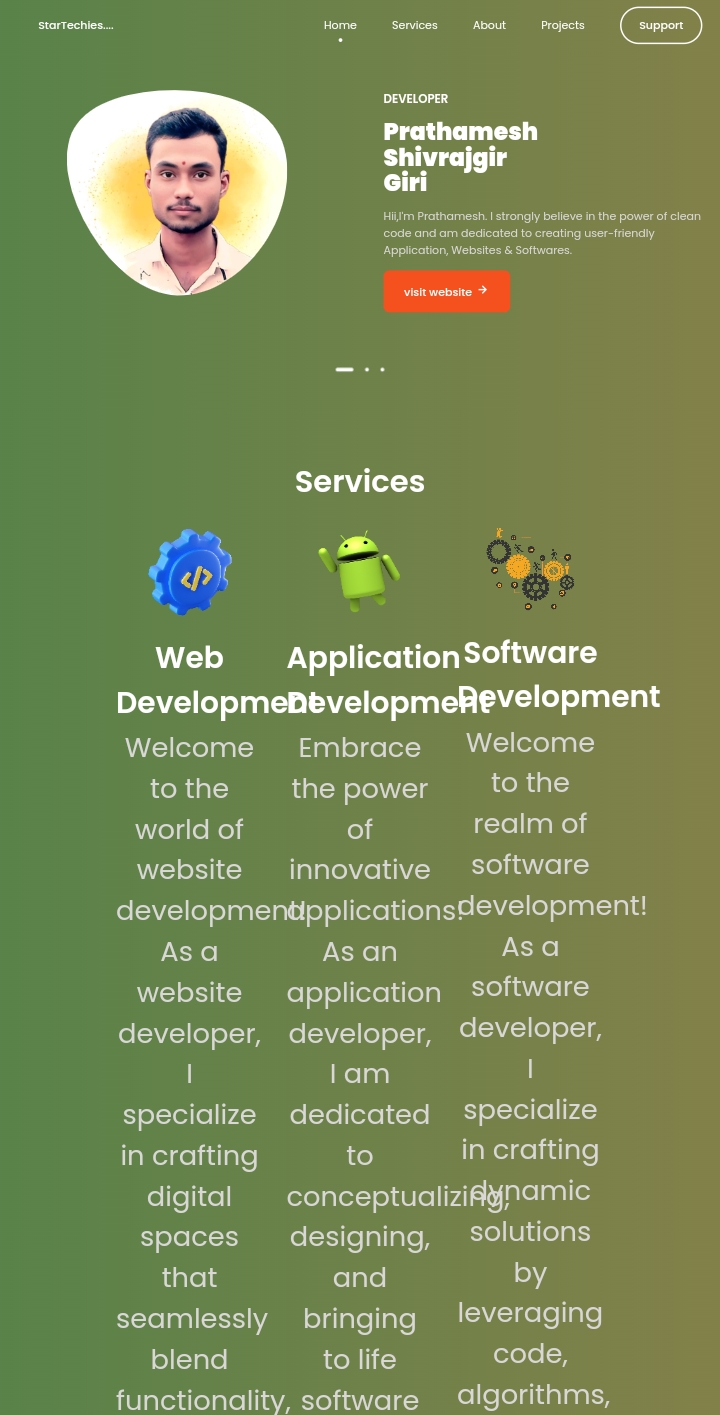 StarTechies....
Home
Services
About
Projects
Support
DEVELOPER
Prathamesh
Shivrajgir
Giri
Hii,I'm Prathamesh. I strongly believe in the power of clean
code and am dedicated to creating user-friendly
Application, Websites & Softwares.
visit website
Services
Web
Development
Welcome
to the
world of
website
development!
As a
website
developer,
I
specialize
in crafting
digital
spaces
that
seamlessly
blend
functionality,
Application
Development
Embrace
the power
of
innovative
applications!
As an
application
developer,
I am
dedicated
to
conceptualizing,
designing,
and
bringing
to life
software
Software
Development
Welcome
to the
realm of
software
development!
As a
software
developer,
I
specialize
in crafting
dynamic
solutions
by
leveraging
code,
algorithms,